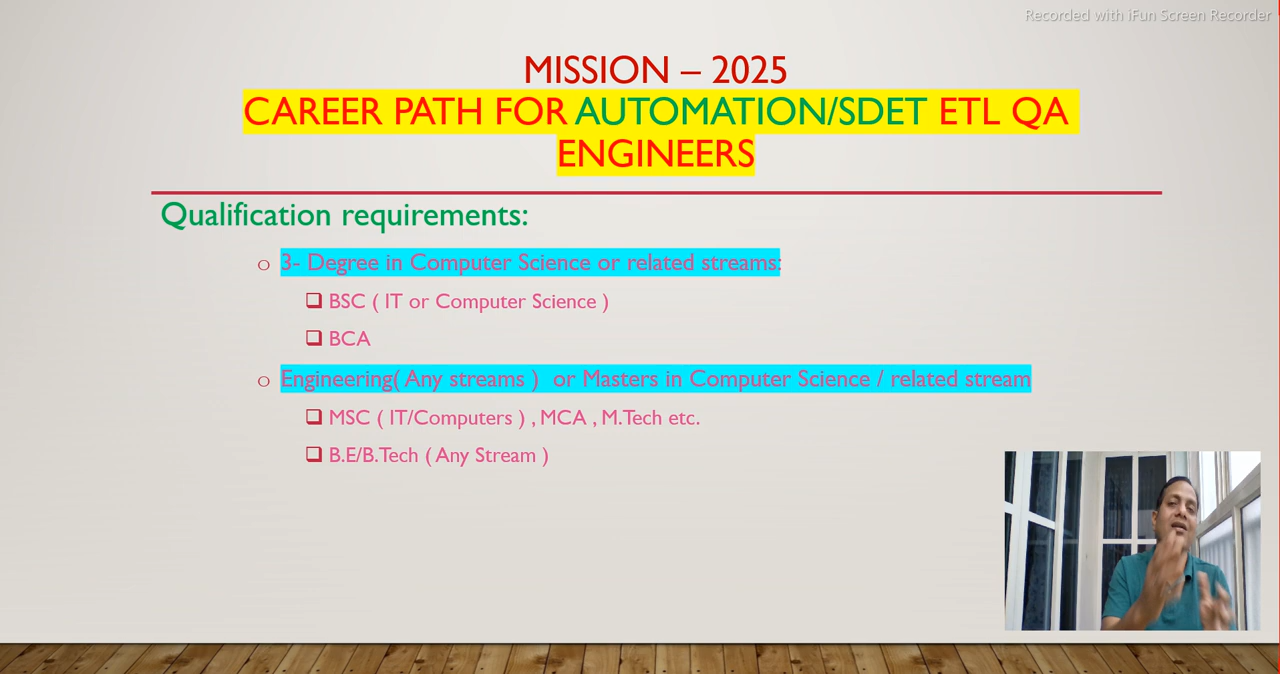 Recorded with iFun Screen Recorder
MISSION – 2025
CAREER PATH FOR AUTOMATION/SDET ETL QA
ENGINEERS
Qualification requirements:
o 3- Degree in Computer Science or related streams:
❑ BSC ( IT or Computer Science )
❑ BCA
o Engineering( Any streams ) or Masters in Computer Science / related stream
❑ MSC ( IT/Computers ) , MCA , M.Tech etc.
❑ B.E/B.Tech ( Any Stream )